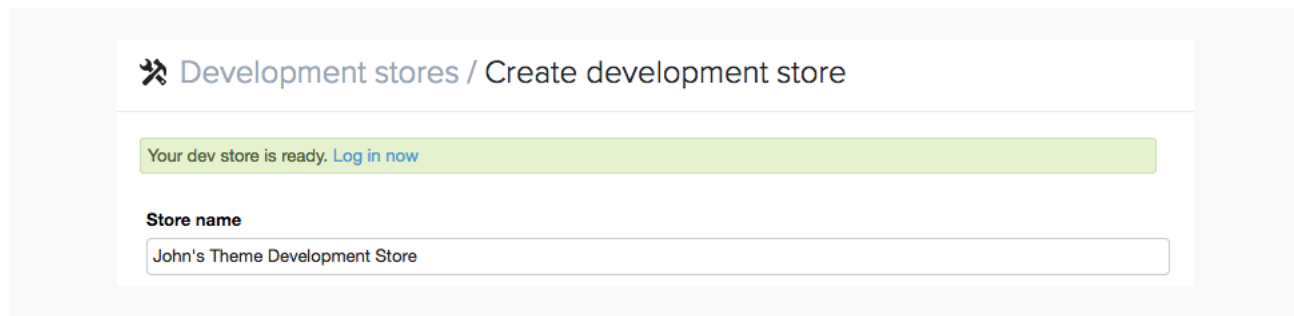 Development stores / Create development store
Your dev store is ready. Log in now
Store name
John's Theme Development Store